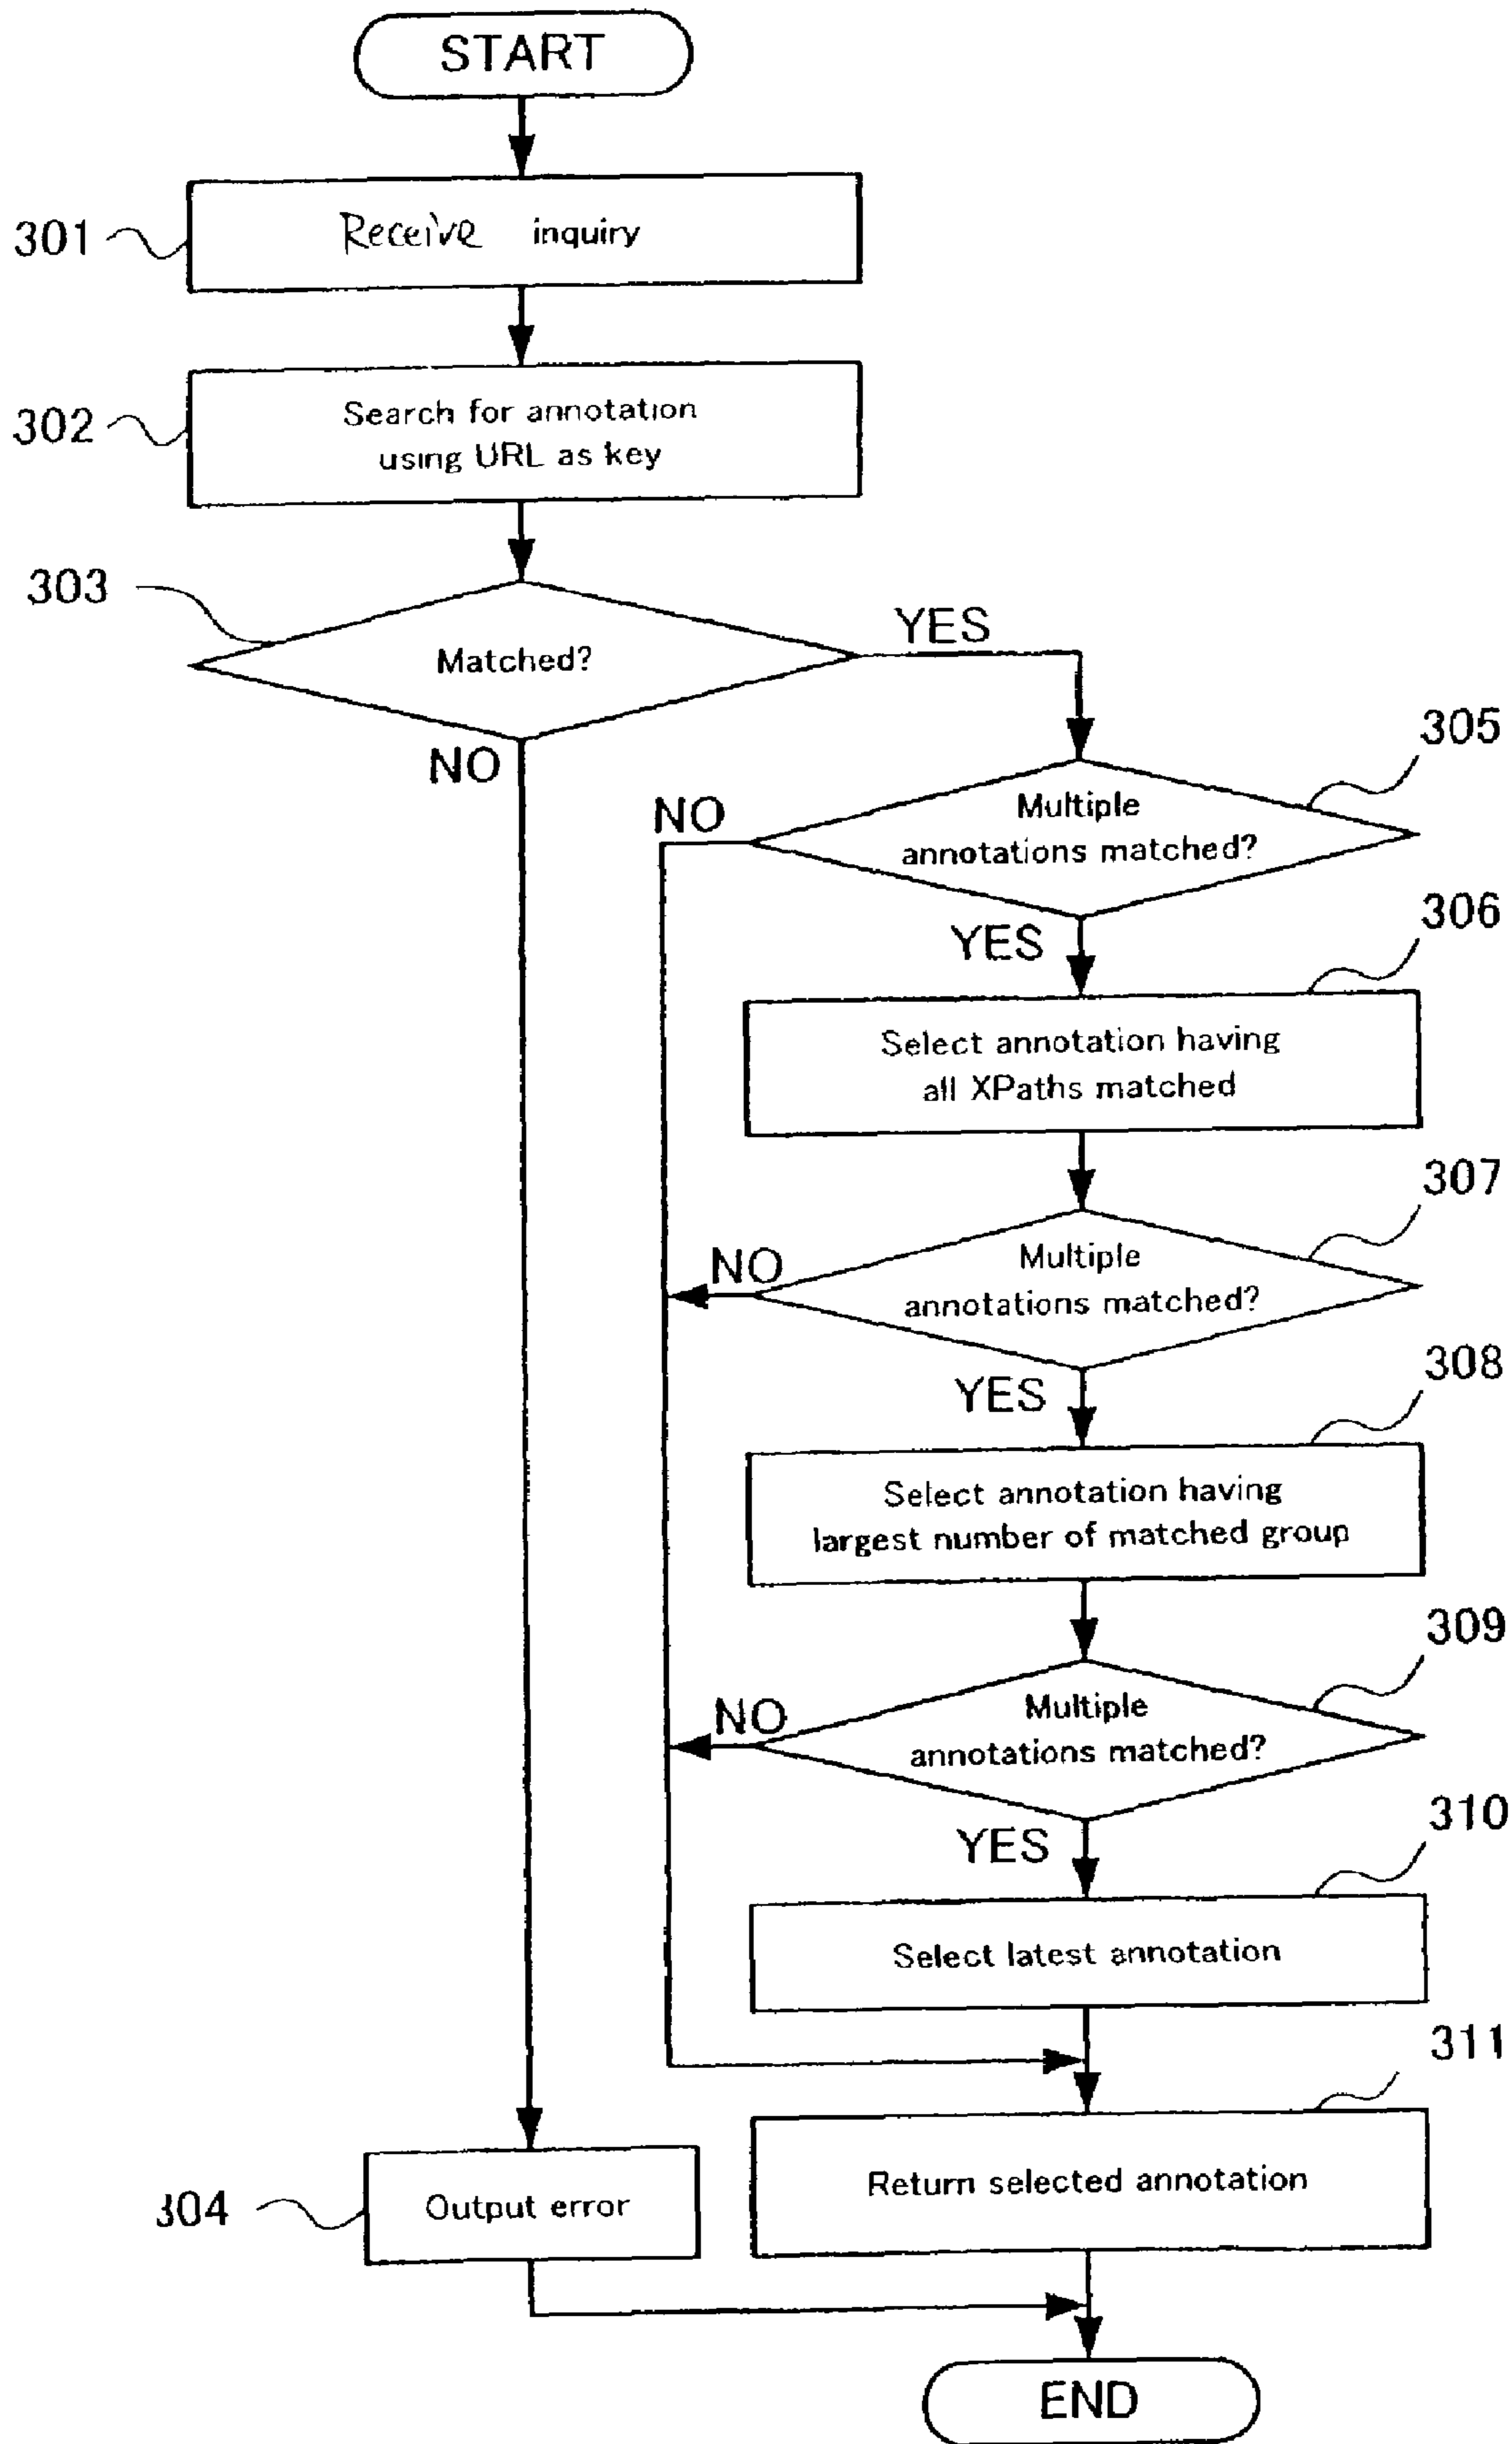 START
301
Receive inquiry
302
Search for annotation
using URL as key
303
Matched?
YES
NO
305
Multiple
annotations matched?
NO
YES
306
Select annotation having
all XPaths matched
307
Multiple
annotations matched?
NO
YES
308
Select annotation having
largest number of matched group
309
Multiple
annotations matched?
NO
YES
310
Select latest annotation
311
Return selected annotation
304
Output error
END